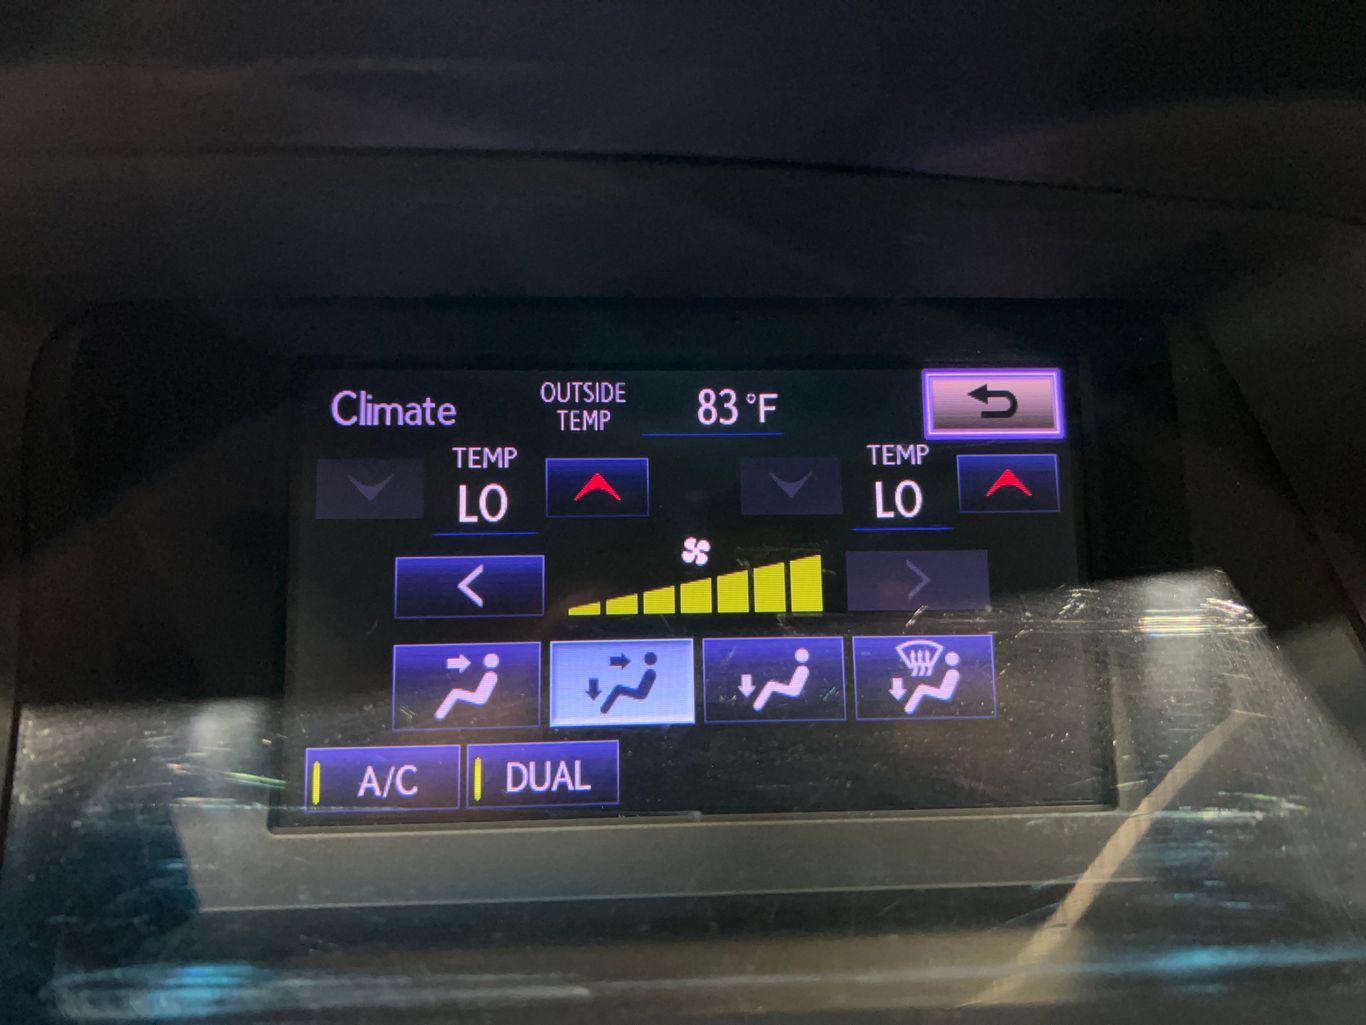 Climate
OUTSIDE
TEMP
83°F
TEMP
LO
TEMP
LO
A/C
DUAL